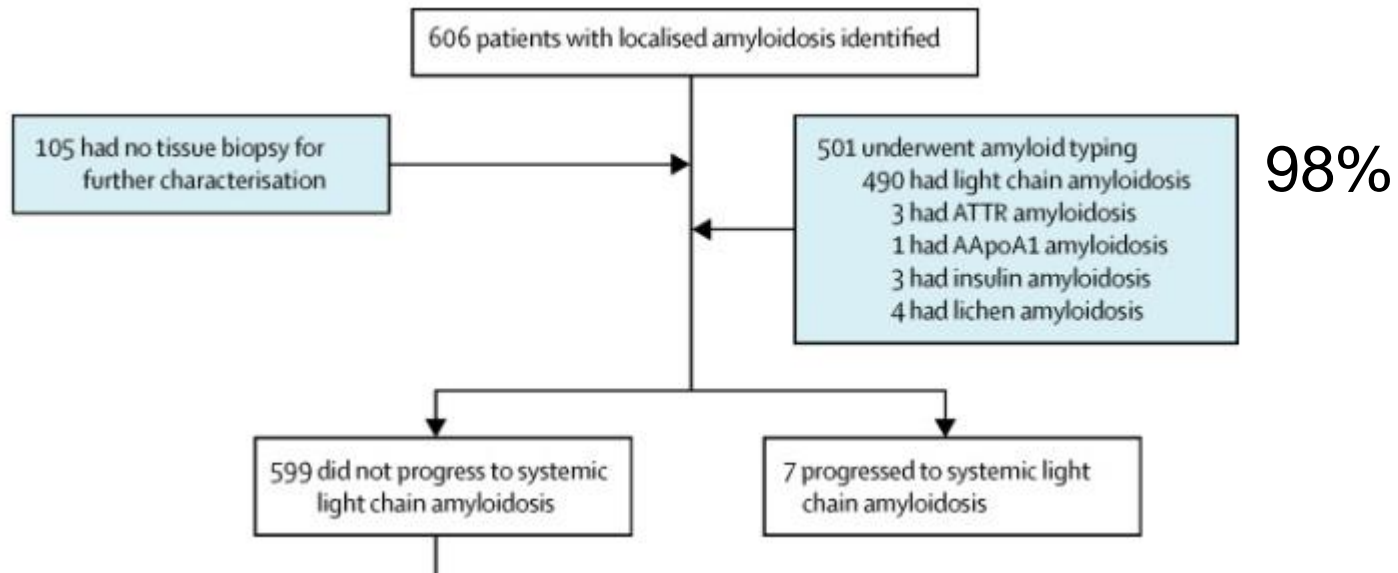 606 patients with localised amyloidosis identified
105 had no tissue biopsy for
further characterisation
501 underwent amyloid typing
490 had light chain amyloidosis
3 had ATTR amyloidosis
1 had AApoA1 amyloidosis
3 had insulin amyloidosis
4 had lichen amyloidosis
98%
599 did not progress to systemic
light chain amyloidosis
7 progressed to systemic light
chain amyloidosis